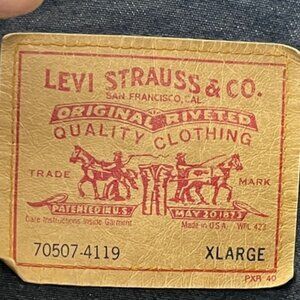 LEVI STRAUSS & CO.
SAN FRANCISCO, CAL.
ORIGINAL RIVETED
QUALITY CLOTHING
TRADE MARK
PATENTED IN U.S. MAY 20 1873
Care Instructions Inside Garment Made in U.S.A. WPL 423
70507-4119 XLARGE
PXR 40